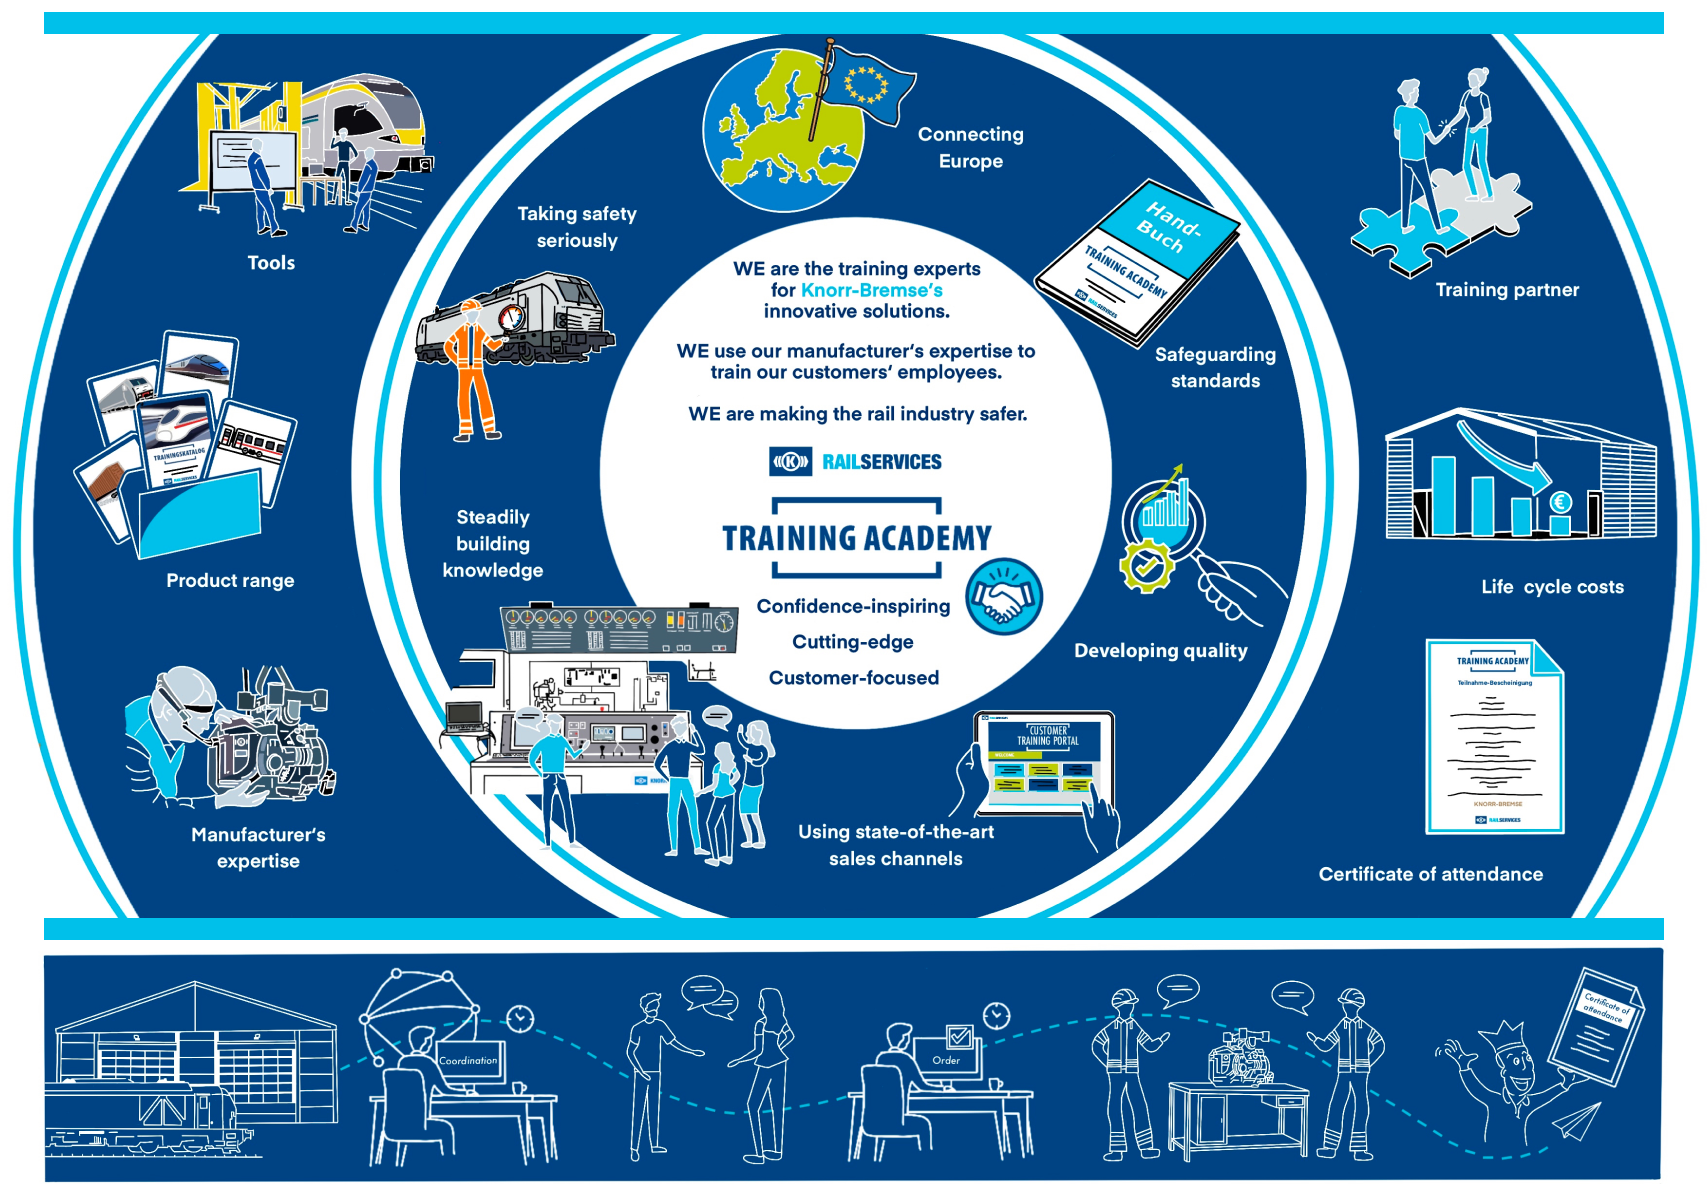 Connecting
Europe
Taking safety
seriously
Tools
Hand-
Buch
TRAINING ACADEMY
RAILSERVICES
Training partner
WE are the training experts
for Knorr-Bremse's
innovative solutions.
WE use our manufacturer's expertise to
train our customers' employees.
WE are making the rail industry safer.
K RAILSERVICES
TRAINING ACADEMY
Confidence-inspiring
Cutting-edge
Customer-focused
Safeguarding
standards
TRAININGSKATALOG
RAILSERVICES
Product range
Steadily
building
knowledge
€
Life cycle costs
Developing quality
TRAINING ACADEMY
Teilnahme-Bescheinigung
KNORR-BREMSE
RAILSERVICES
Certificate of attendance
Manufacturer's
expertise
CUSTOMER
TRAINING PORTAL
WELCOME
Using state-of-the-art
sales channels
Coordination
Order
Certificate of
attendance